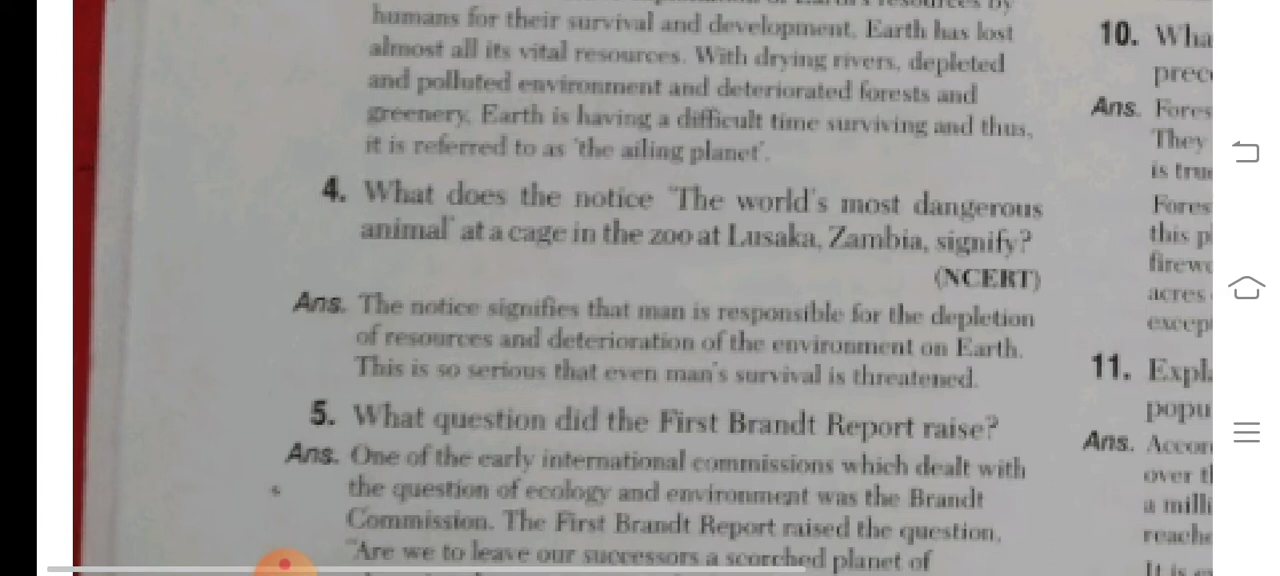 humans for their survival and development, Earth has lost
almost all its vital resources. With drying rivers, depleted
and polluted environment and deteriorated forests and
greenery, Earth is having a difficult time surviving and thus,
it is referred to as 'the ailing planet'.
4. What does the notice 'The world's most dangerous
animal' at a cage in the zoo at Lusaka, Zambia, signify?
(NCERT)
Ans. The notice signifies that man is responsible for the depletion
of resources and deterioration of the environment on Earth.
This is so serious that even man's survival is threatened.
5. What question did the First Brandt Report raise?
Ans. One of the early international commissions which dealt with
the question of ecology and environment was the Brandt
Commission. The First Brandt Report raised the question,
"Are we to leave our successors a scorched planet of
10. Wha
prec
Ans. Fores
They
is true
Fores
this p
firewo
acres
excep
11. Expl
popu
Ans. Accor
over th
a milli
reache
It is